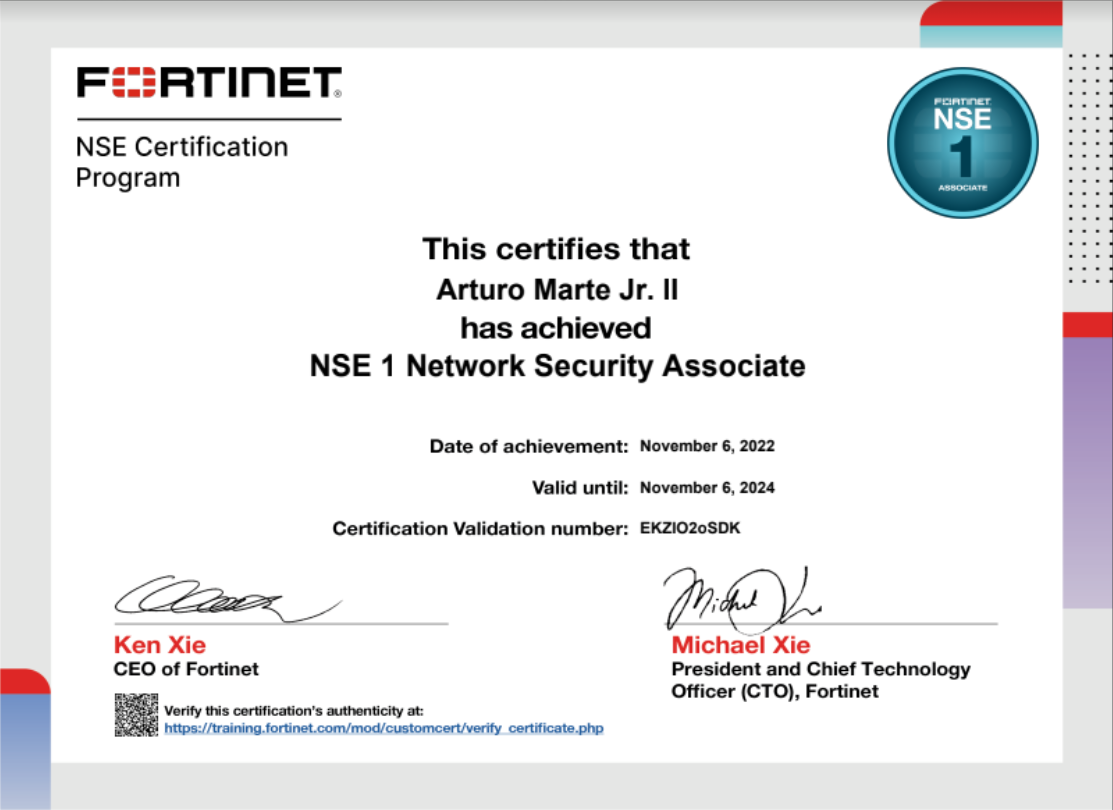 FORTINET®
NSE Certification
Program
FORTINET
NSE
1
ASSOCIATE
This certifies that
Arturo Marte Jr. II
has achieved
NSE 1 Network Security Associate
Date of achievement: November 6, 2022
Valid until: November 6, 2024
Certification Validation number: EKZIO2oSDK
Ken Xie
CEO of Fortinet
Michael Xie
President and Chief Technology
Officer (CTO), Fortinet
Verify this certification's authenticity at:
https://training.fortinet.com/mod/customcert/verify_certificate.php